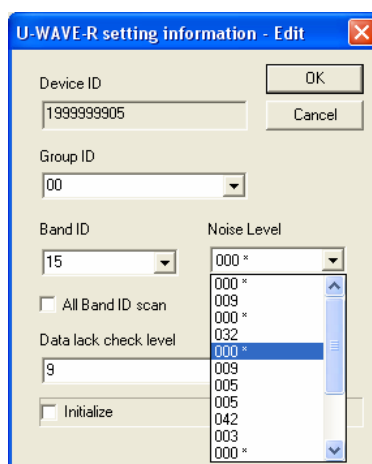 U-WAVE-R setting information - Edit
Device ID
OK
1999999905
Cancel
Group ID
00
Band ID
Noise Level
15
000 *
All Band ID scan
000 *
009
000 *
032
000 *
009
005
005
042
003
000 *
Data lack check level
9
Initialize